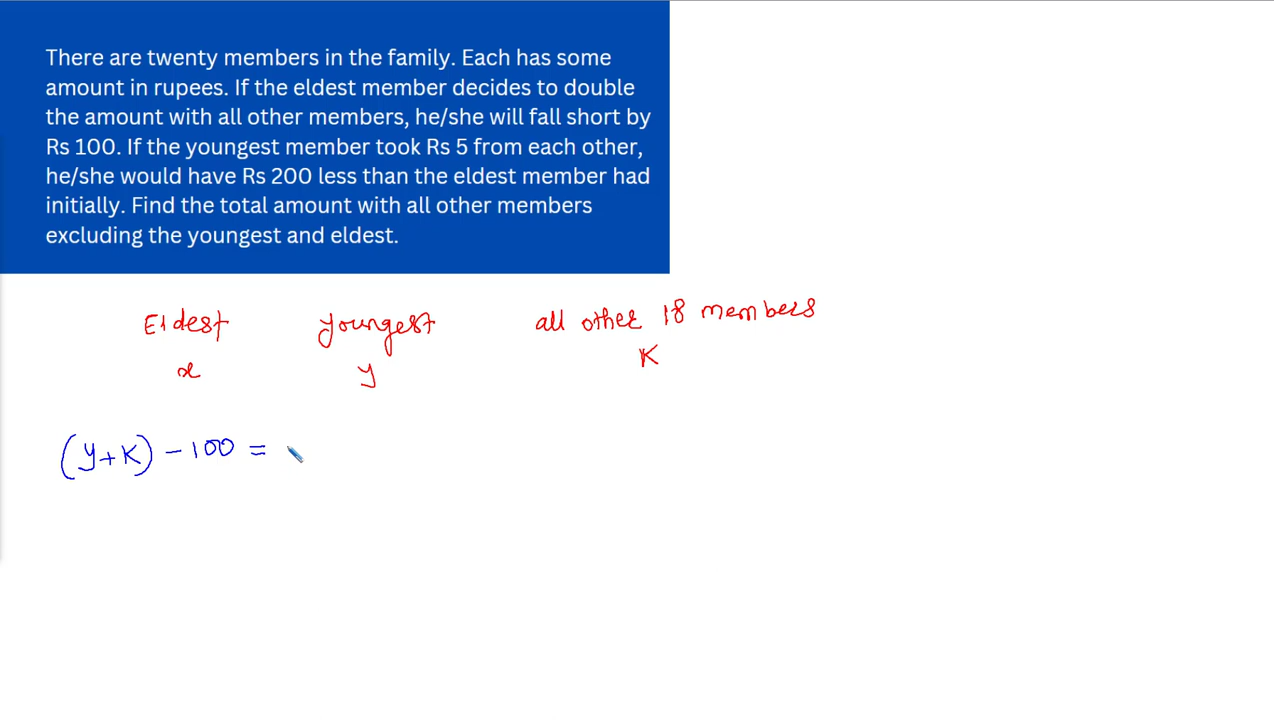 There are twenty members in the family. Each has some
amount in rupees. If the eldest member decides to double
the amount with all other members, he/she will fall short by
Rs 100. If the youngest member took Rs 5 from each other,
he/she would have Rs 200 less than the eldest member had
initially. Find the total amount with all other members
excluding the youngest and eldest.
Eldest youngest all other 18 members
x y K
(y+K) - 100 =